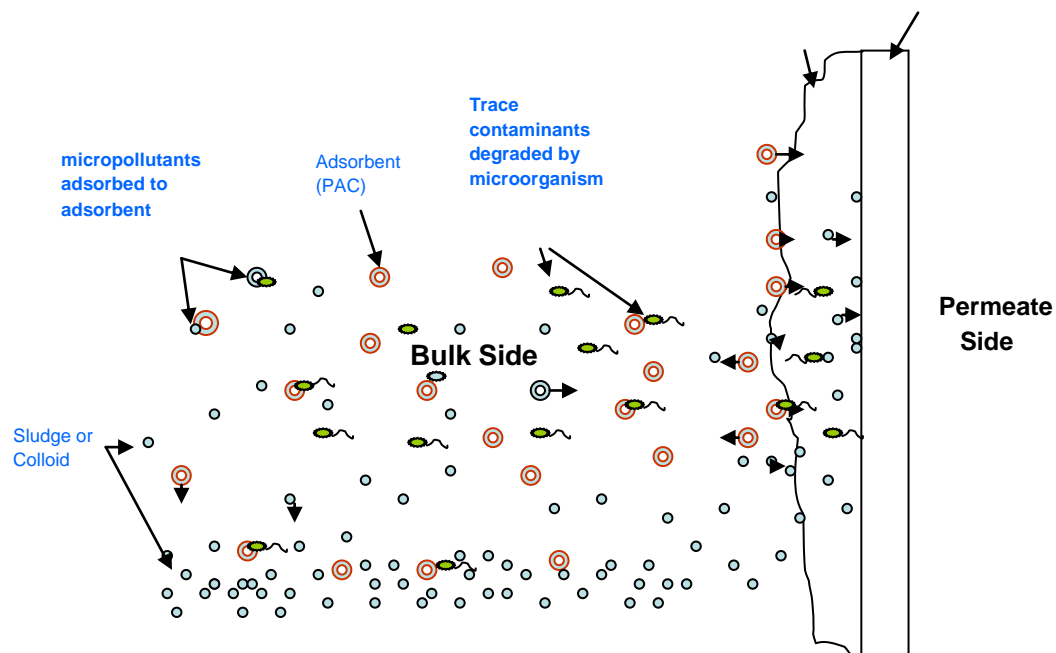 Trace
contaminants
degraded by
microorganism
micropollutants
adsorbed to
adsorbent
Adsorbent
(PAC)
Permeate
Side
Bulk Side
Sludge or
Colloid